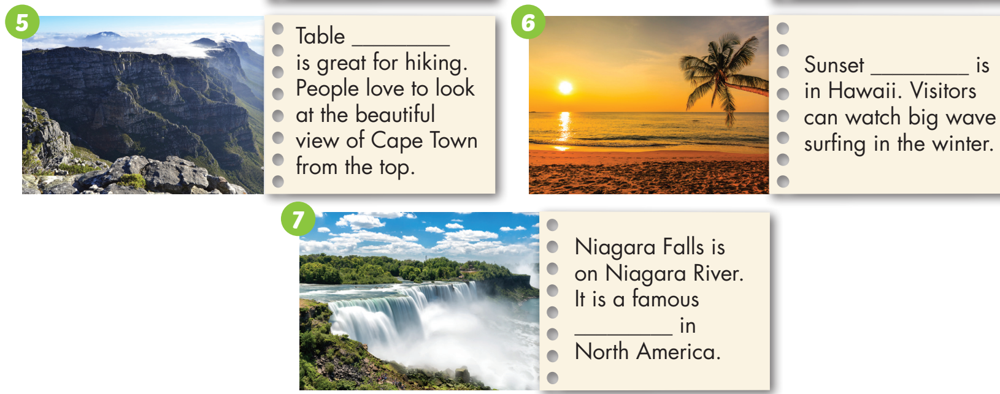 5
Table _________
is great for hiking.
People love to look
at the beautiful
view of Cape Town
from the top.
6
Sunset _________ is
in Hawaii. Visitors
can watch big wave
surfing in the winter.
7
Niagara Falls is
on Niagara River.
It is a famous
_________ in
North America.